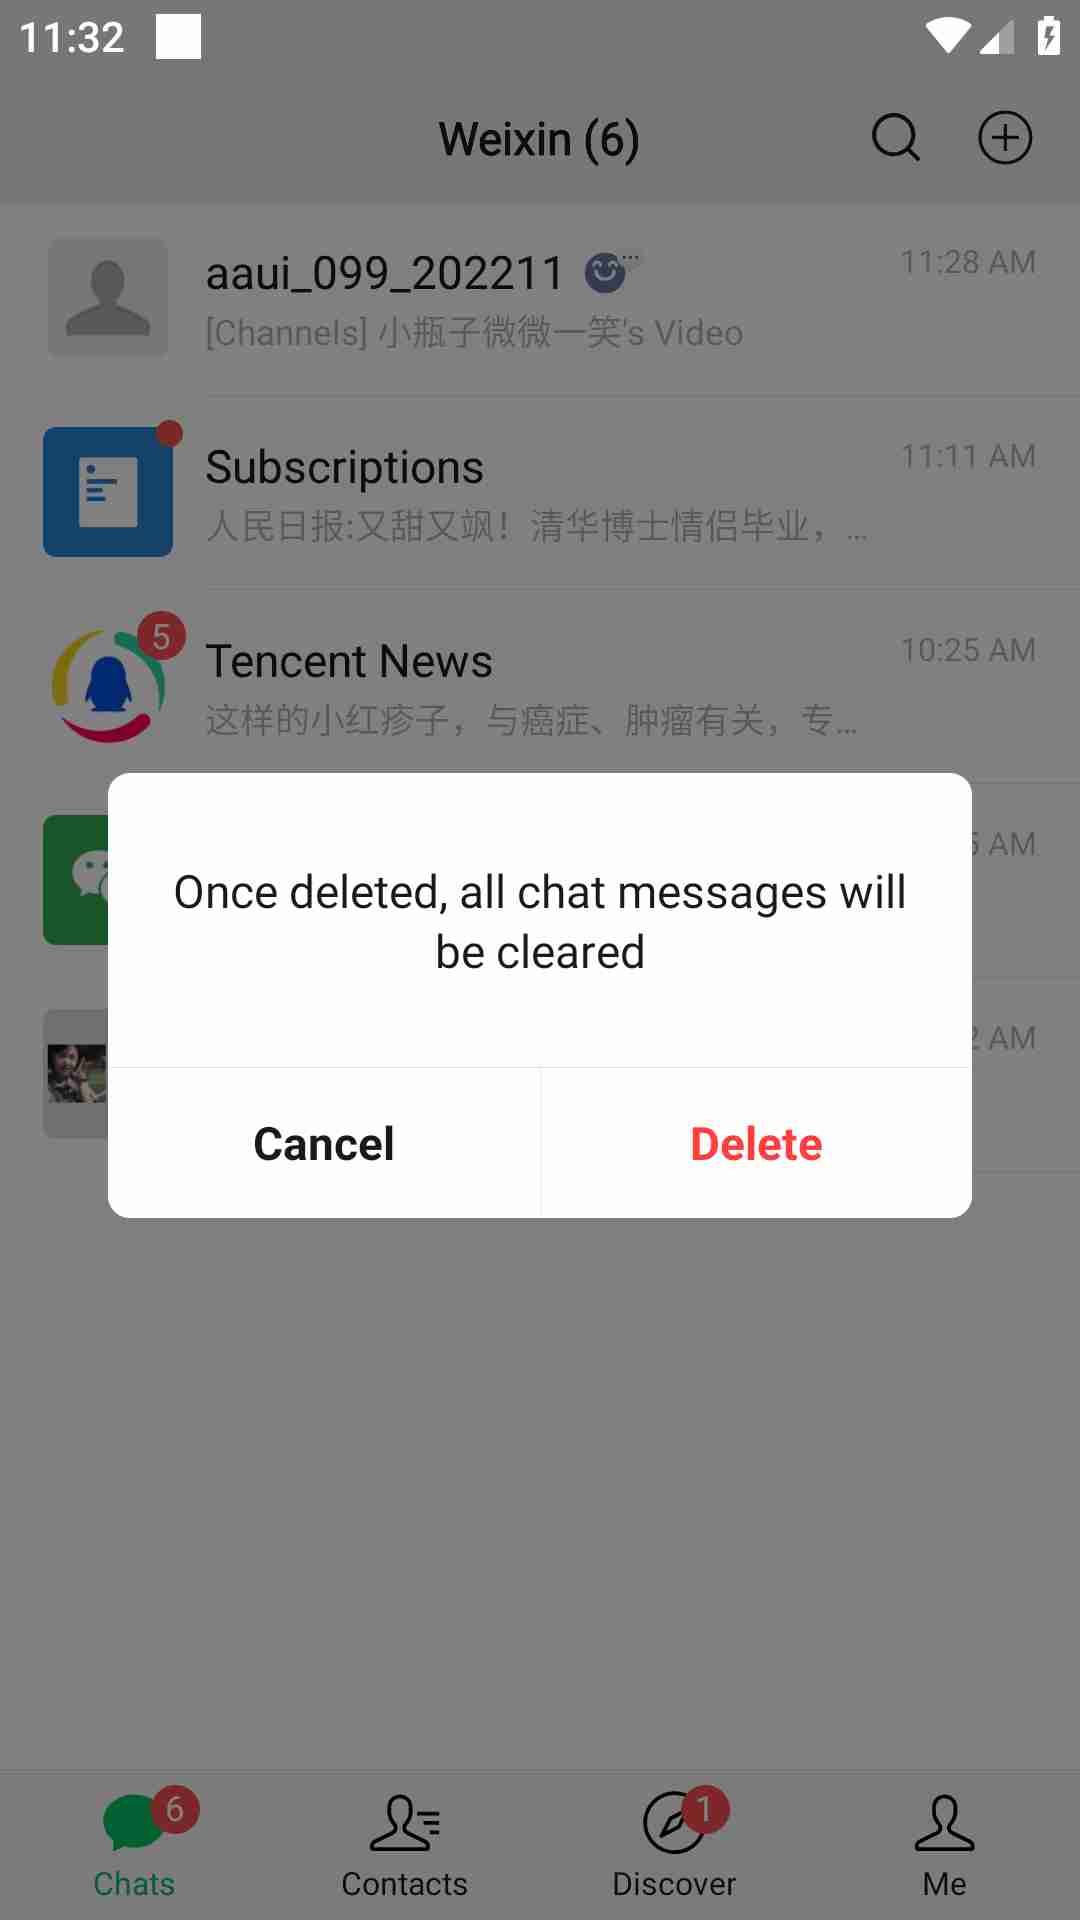 11:32
Weixin (6)
aaui_099_202211
11:28 AM
[Channels] 小瓶子微微一笑's Video
Subscriptions
11:11 AM
人民日报:又甜又飒！清华博士情侣毕业，...
5
Tencent News
10:25 AM
这样的小红疹子，与癌症、肿瘤有关，专...
AM
Once deleted, all chat messages will
be cleared
AM
Cancel
Delete
6
1
Chats
Contacts
Discover
Me